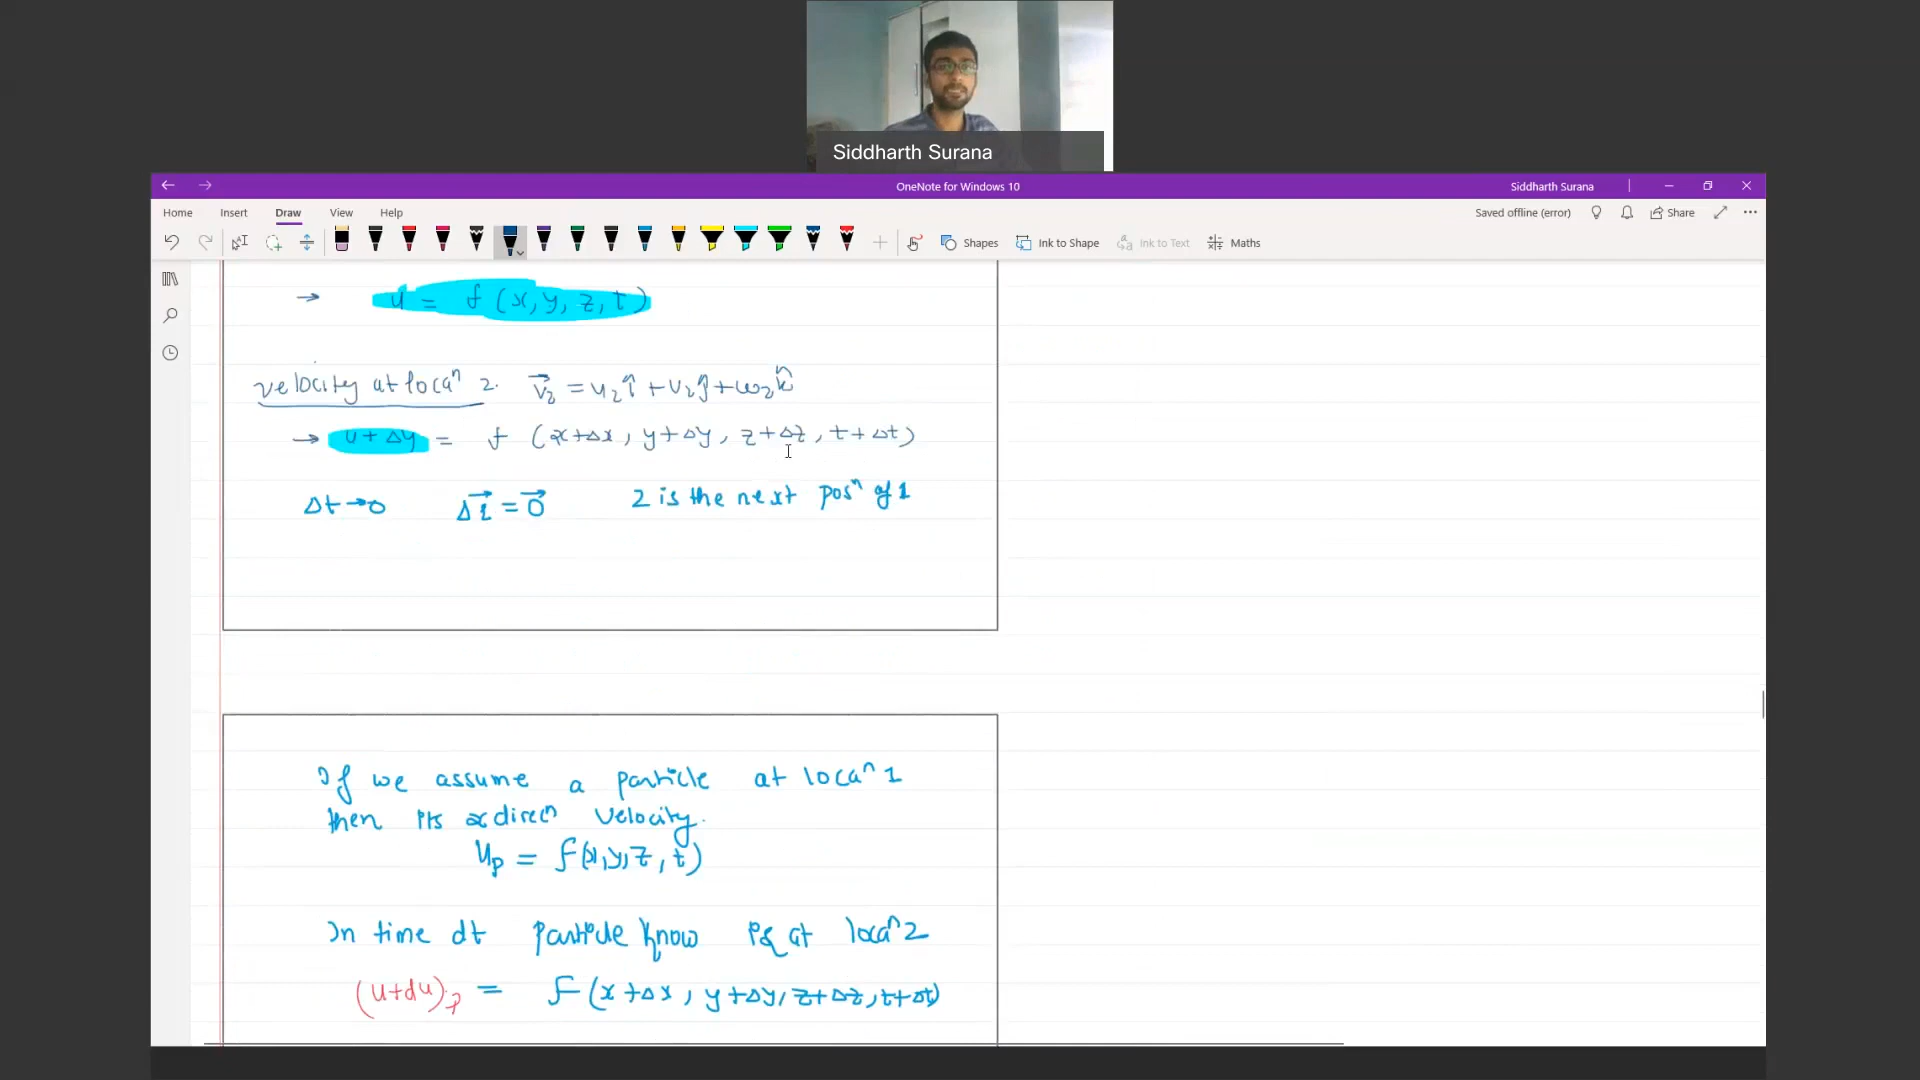 Siddharth Surana
OneNote for Windows 10
Siddharth Surana
Home Insert Draw View Help
Saved offline (error) Share
Shapes Ink to Shape Ink to Text Maths
→ u = f (x, y, z, t)
velocity at locaⁿ 2. V⃗₂ = u₂î + v₂ĵ + w₂k̂
→ u + Δy = f (x+Δx, y+Δy, z+Δz, t+Δt)
Δt→0 Δr⃗ = 0⃗ 2 is the next posⁿ of 1
If we assume a particle at locaⁿ 1
then its x direcⁿ velocity.
Uₚ = f(x,y,z,t)
In time dt particle know is at locaⁿ 2
(u+du)ₚ = f(x+Δx, y+Δy, z+Δz, t+Δt)